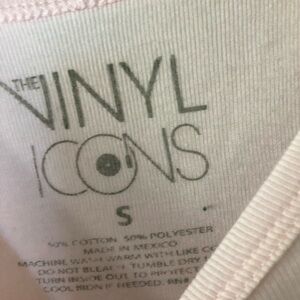 THE
VINYL
ICONS
S
50% COTTON 50% POLYESTER
MADE IN MEXICO
MACHINE WASH WARM WITH LIKE
DO NOT BLEACH. TUMBLE DRY
TURN INSIDE OUT TO PROTECT
COOL IRON IF NEEDED. RN#